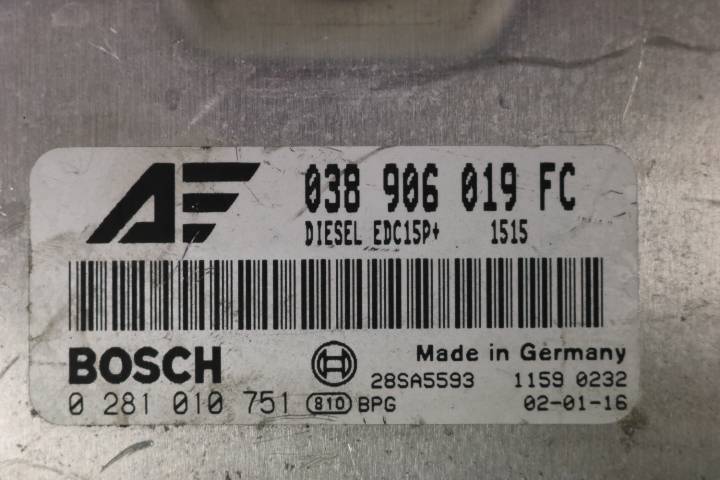 AF
038 906 019 FC
DIESEL EDC15P+ 1515
BOSCH
Made in Germany
28SA5593 1159 0232
0 281 010 751 810 BPG 02-01-16